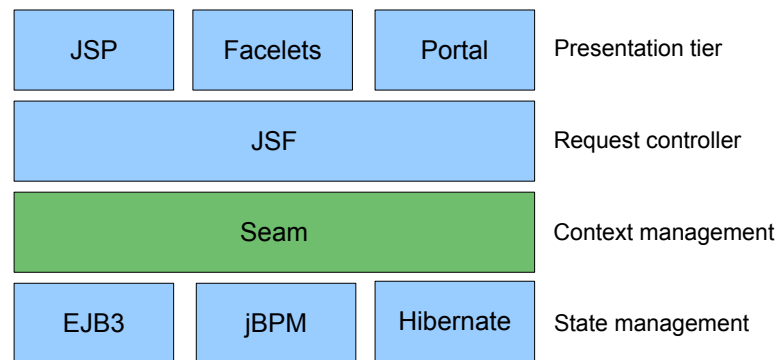 JSP Facelets Portal Presentation tier
JSF Request controller
Seam Context management
EJB3 jBPM Hibernate State management